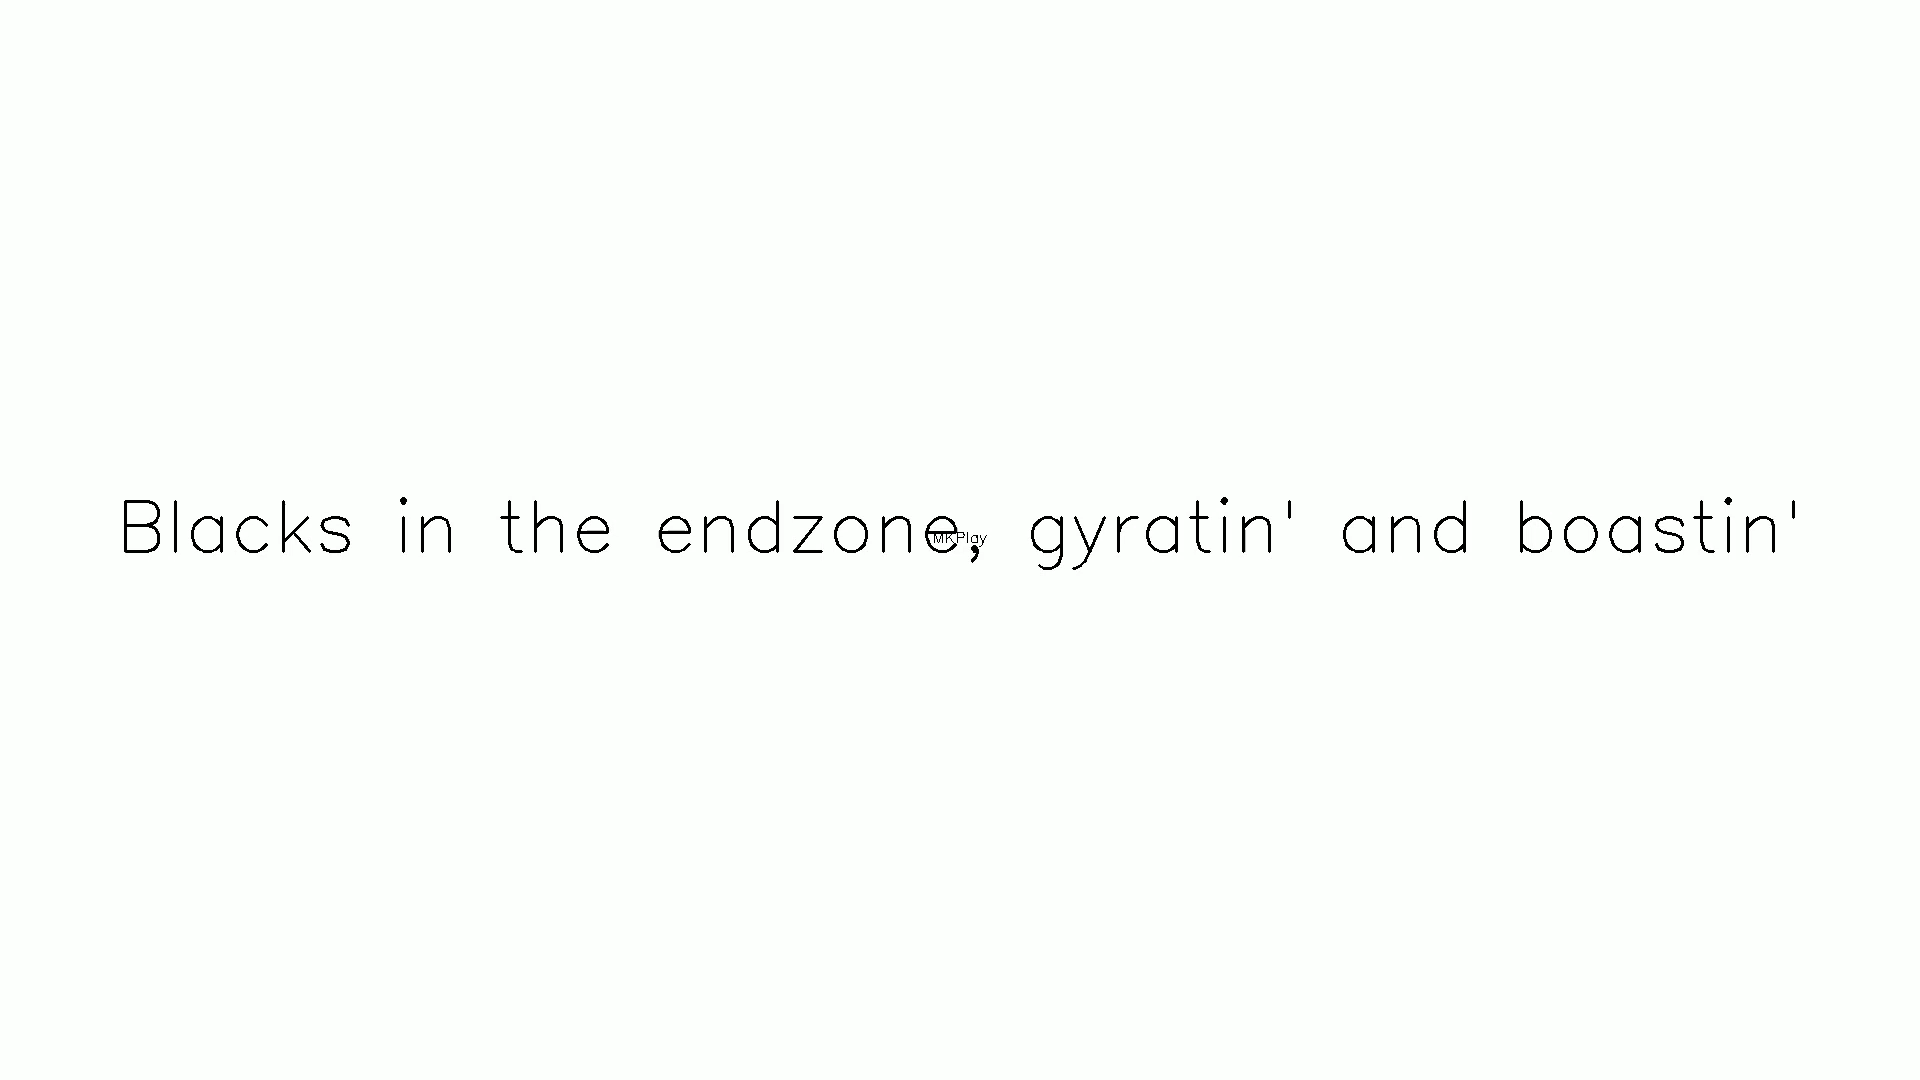 Blacks in the endzone, gyratin' and boastin'
MKPlay